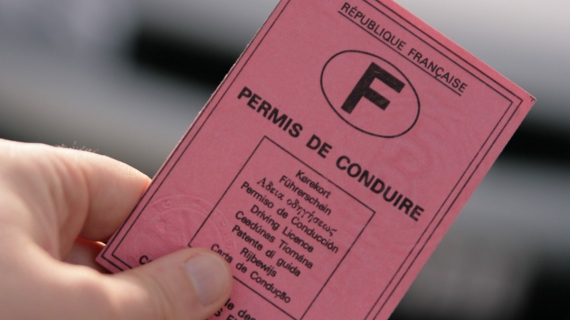 RÉPUBLIQUE FRANÇAISE
F
PERMIS DE CONDUIRE
Kørekort
Führerschein
Άδεια οδηγήσεως
Permiso de Conducción
Driving Licence
Ceadúnas Tiomána
Patente di guida
Rijbewijs
Carta de Condução